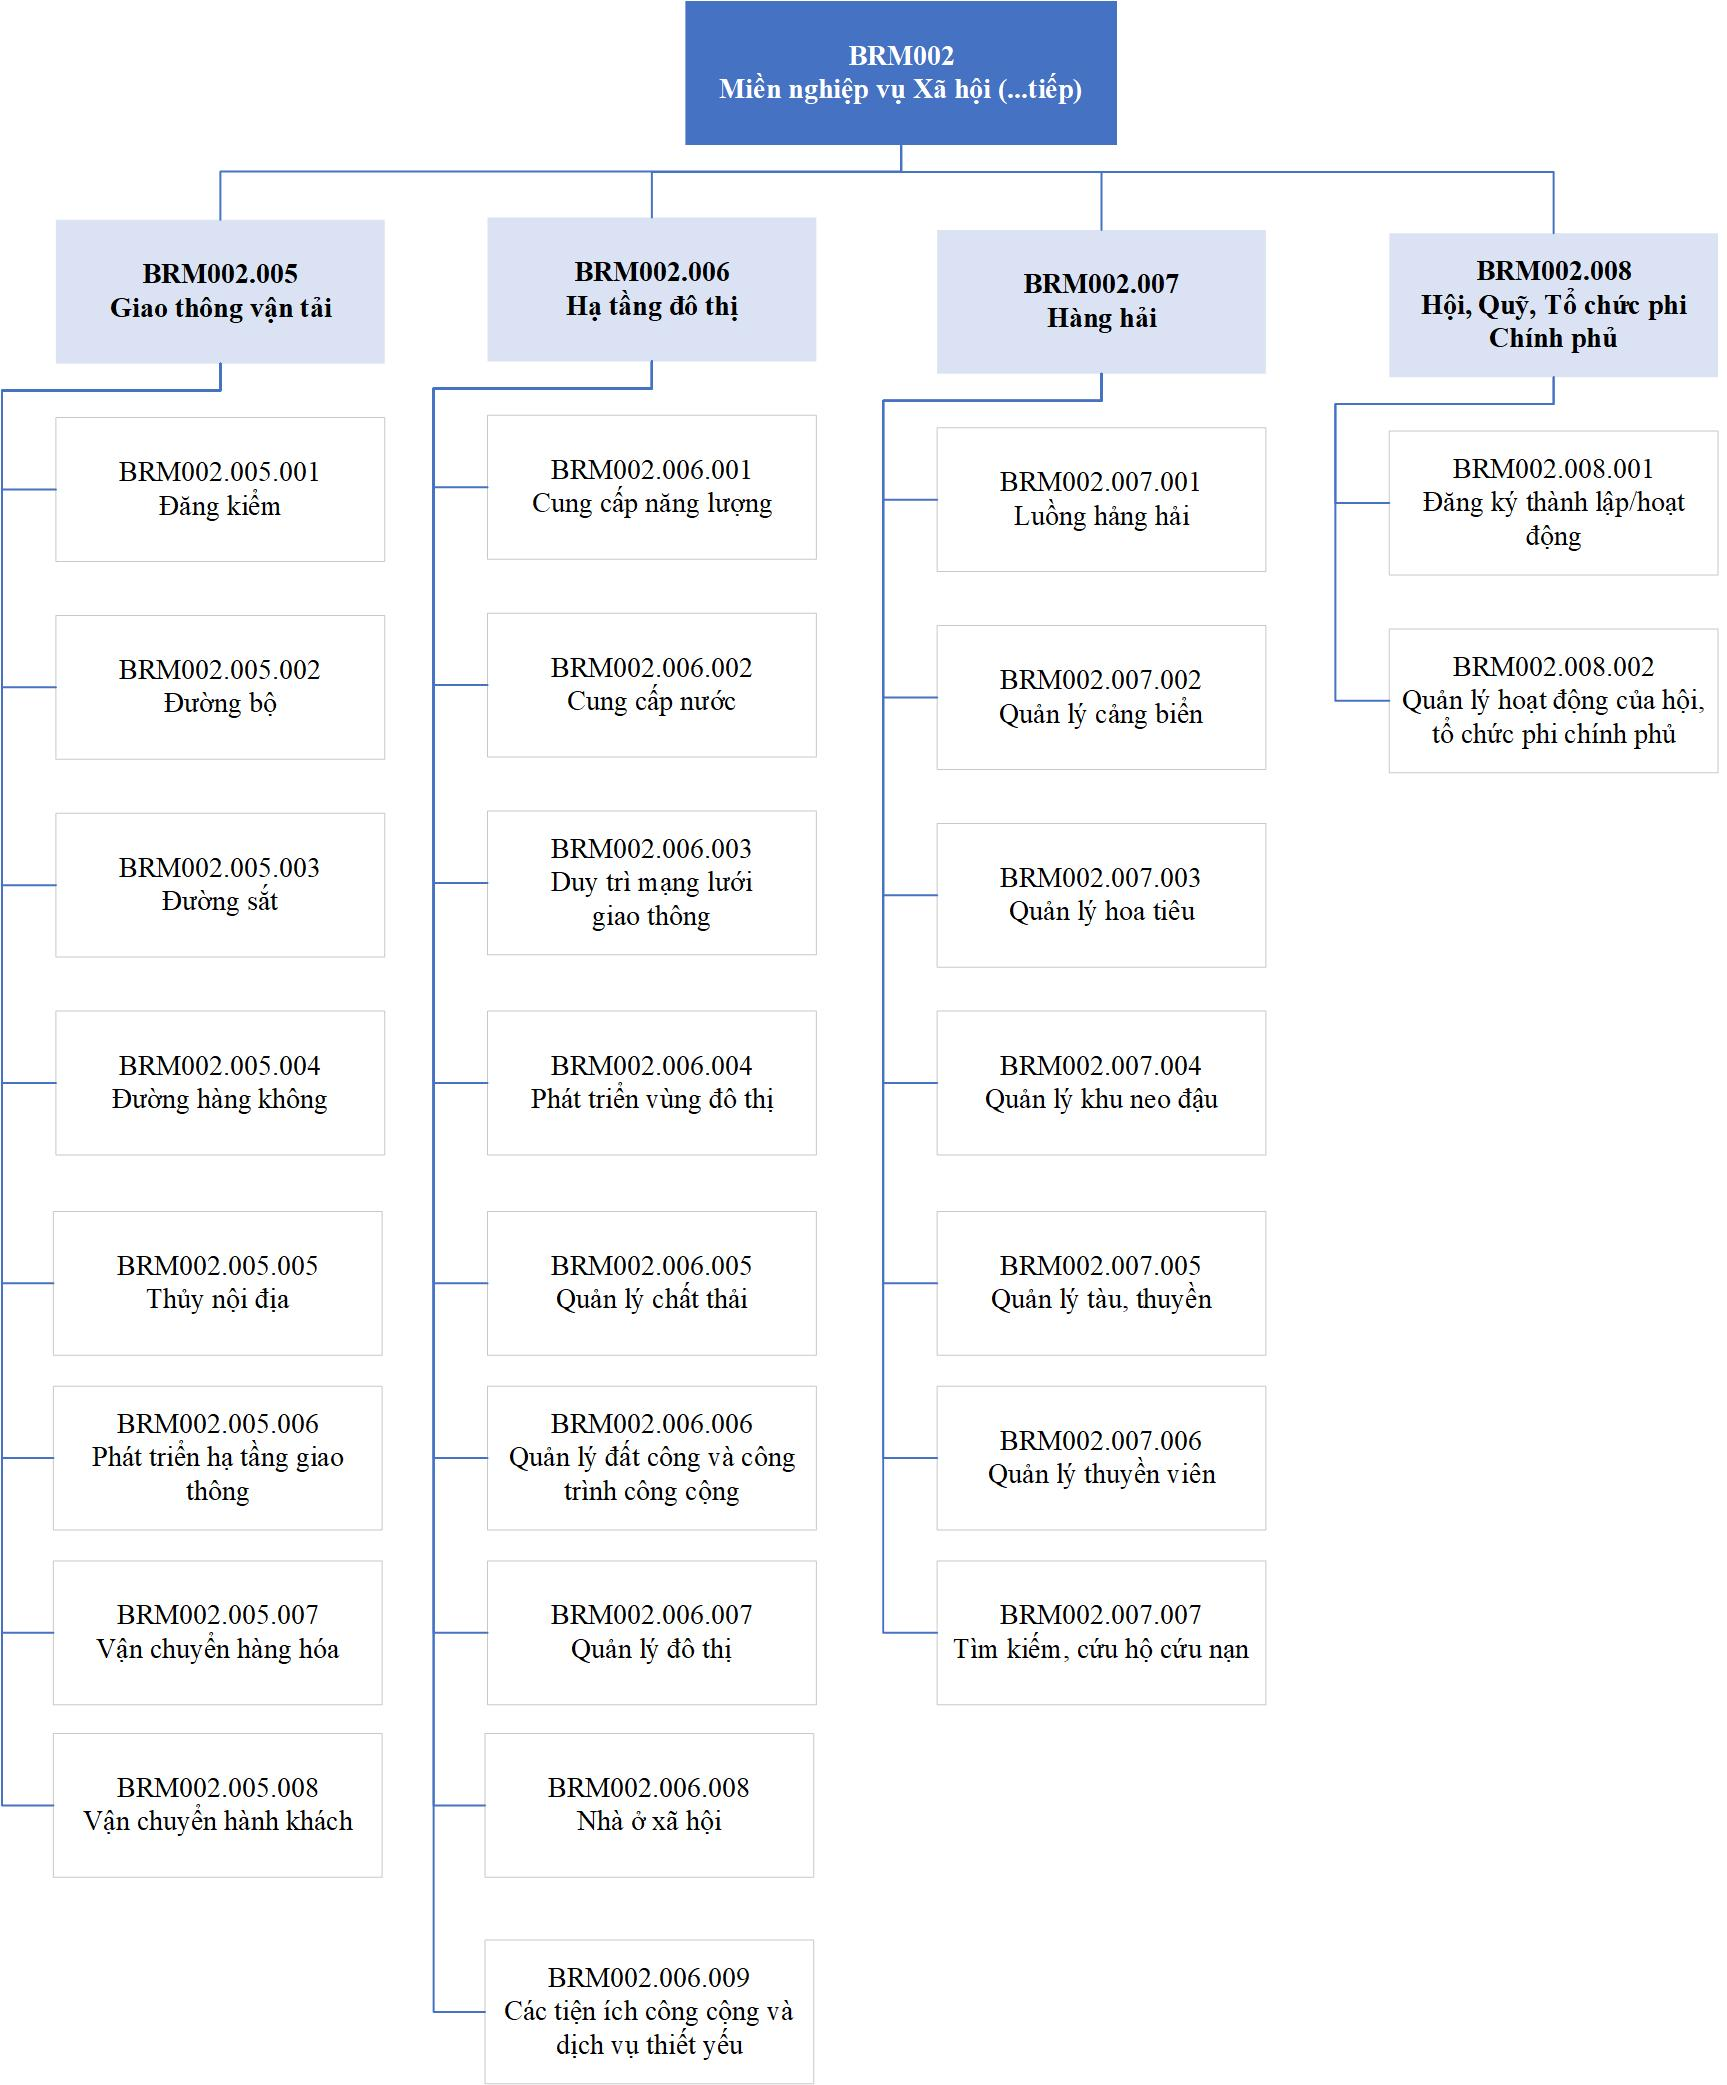 BRM002
Miền nghiệp vụ Xã hội (...tiếp)
BRM002.005
Giao thông vận tải
BRM002.005.001
Đăng kiểm
BRM002.005.002
Đường bộ
BRM002.005.003
Đường sắt
BRM002.005.004
Đường hàng không
BRM002.005.005
Thủy nội địa
BRM002.005.006
Phát triển hạ tầng giao
thông
BRM002.005.007
Vận chuyển hàng hóa
BRM002.005.008
Vận chuyển hành khách
BRM002.006
Hạ tầng đô thị
BRM002.006.001
Cung cấp năng lượng
BRM002.006.002
Cung cấp nước
BRM002.006.003
Duy trì mạng lưới
giao thông
BRM002.006.004
Phát triển vùng đô thị
BRM002.006.005
Quản lý chất thải
BRM002.006.006
Quản lý đất công và công
trình công cộng
BRM002.006.007
Quản lý đô thị
BRM002.006.008
Nhà ở xã hội
BRM002.006.009
Các tiện ích công cộng và
dịch vụ thiết yếu
BRM002.007
Hàng hải
BRM002.007.001
Luồng hảng hải
BRM002.007.002
Quản lý cảng biển
BRM002.007.003
Quản lý hoa tiêu
BRM002.007.004
Quản lý khu neo đậu
BRM002.007.005
Quản lý tàu, thuyền
BRM002.007.006
Quản lý thuyền viên
BRM002.007.007
Tìm kiếm, cứu hộ cứu nạn
BRM002.008
Hội, Quỹ, Tổ chức phi
Chính phủ
BRM002.008.001
Đăng ký thành lập/hoạt
động
BRM002.008.002
Quản lý hoạt động của hội,
tổ chức phi chính phủ